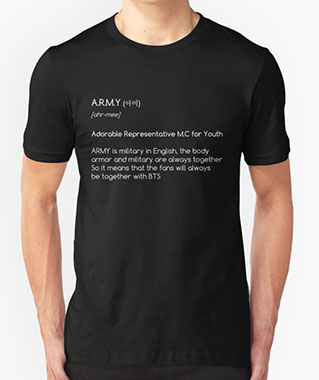 A.R.M.Y (아미)
[ahr-mee]
Adorable Representative M.C for Youth
ARMY is military in English, the body
armor and military are always together
So it means that the fans will always
be together with BTS